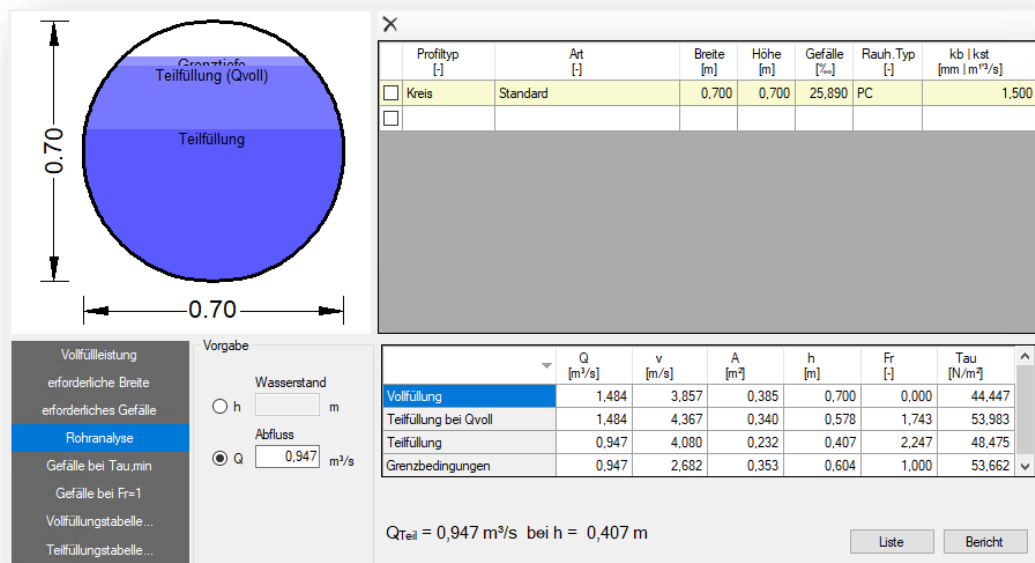 Grenztiefe
Teilfüllung (Qvoll)
Teilfüllung
0.70
0.70
Profiltyp Art Breite Höhe Gefälle Rauh.Typ kb | kst
[-] [-] [m] [m] [‰] [-] [mm | m¹'³/s]
Kreis Standard 0,700 0,700 25,890 PC 1,500
Vollfülleistung
erforderliche Breite
erforderliches Gefälle
Rohranalyse
Gefälle bei Tau,min
Gefälle bei Fr=1
Vollfüllungstabelle...
Teilfüllungstabelle...
Vorgabe
Wasserstand
h m
Abfluss
Q 0,947 m³/s
Q v A h Fr Tau
[m³/s] [m/s] [m²] [m] [-] [N/m²]
Vollfüllung 1,484 3,857 0,385 0,700 0,000 44,447
Teilfüllung bei Qvoll 1,484 4,367 0,340 0,578 1,743 53,983
Teilfüllung 0,947 4,080 0,232 0,407 2,247 48,475
Grenzbedingungen 0,947 2,682 0,353 0,604 1,000 53,662
QTeil = 0,947 m³/s bei h = 0,407 m
Liste Bericht